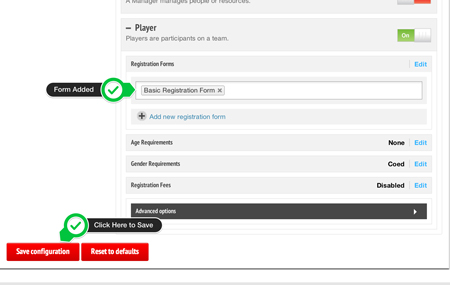 A Manager manages people or resources.
– Player
Players are participants on a team.
On
Registration Forms Edit
Form Added
Basic Registration Form ×
+ Add new registration form
Age Requirements None Edit
Gender Requirements Coed Edit
Registration Fees Disabled Edit
Advanced options
Click Here to Save
Save configuration Reset to defaults